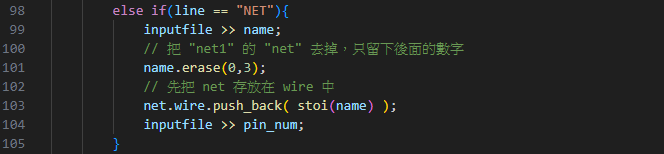 98 else if(line == "NET"){
99 inputfile >> name;
100 // 把 "net1" 的 "net" 去掉，只留下後面的數字
101 name.erase(0,3);
102 // 先把 net 存放在 wire 中
103 net.wire.push_back( stoi(name) );
104 inputfile >> pin_num;
105 }